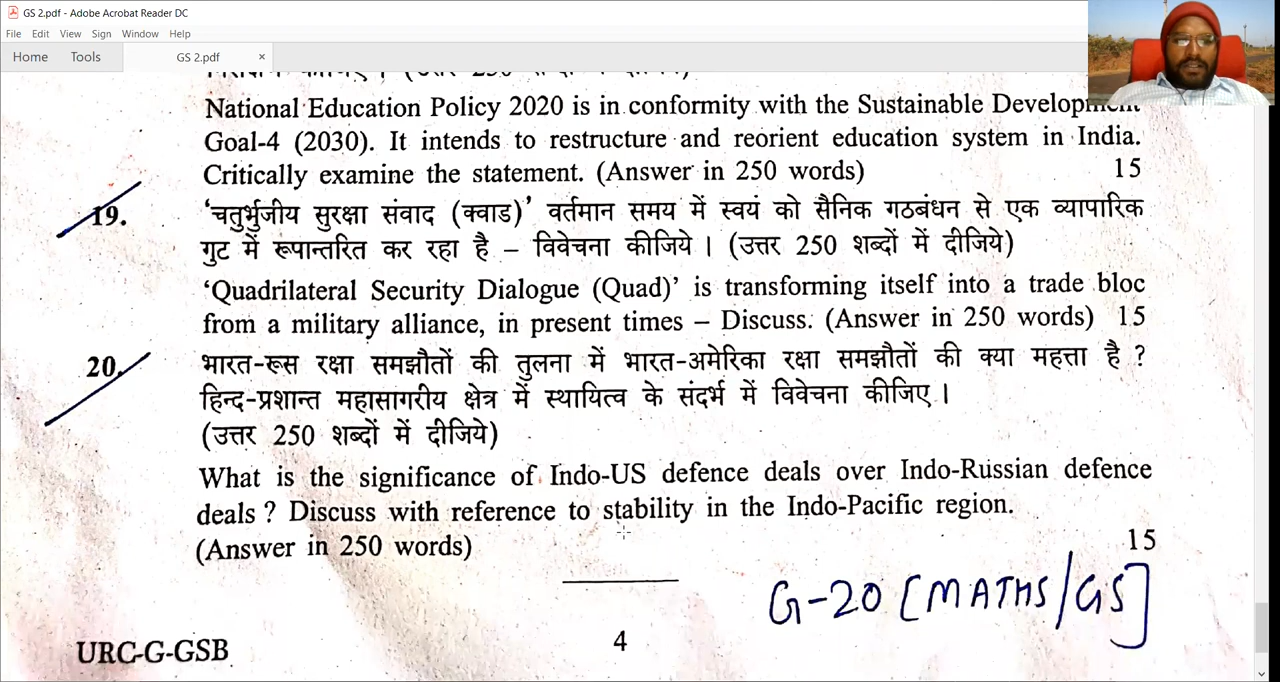 GS 2.pdf - Adobe Acrobat Reader DC
File Edit View Sign Window Help
Home Tools GS 2.pdf ×
National Education Policy 2020 is in conformity with the Sustainable Development
Goal-4 (2030). It intends to restructure and reorient education system in India.
Critically examine the statement. (Answer in 250 words) 15
19. ‘चतुर्भुजीय सुरक्षा संवाद (क्वाड)’ वर्तमान समय में स्वयं को सैनिक गठबंधन से एक व्यापारिक
गुट में रूपान्तरित कर रहा है – विवेचना कीजिये । (उत्तर 250 शब्दों में दीजिये)
‘Quadrilateral Security Dialogue (Quad)’ is transforming itself into a trade bloc
from a military alliance, in present times – Discuss. (Answer in 250 words) 15
20. भारत-रूस रक्षा समझौतों की तुलना में भारत-अमेरिका रक्षा समझौतों की क्या महत्ता है ?
हिन्द-प्रशान्त महासागरीय क्षेत्र में स्थायित्व के संदर्भ में विवेचना कीजिए ।
(उत्तर 250 शब्दों में दीजिये)
What is the significance of Indo-US defence deals over Indo-Russian defence
deals ? Discuss with reference to stability in the Indo-Pacific region.
(Answer in 250 words) 15
G-20 [MATHS/GS]
URC-G-GSB 4